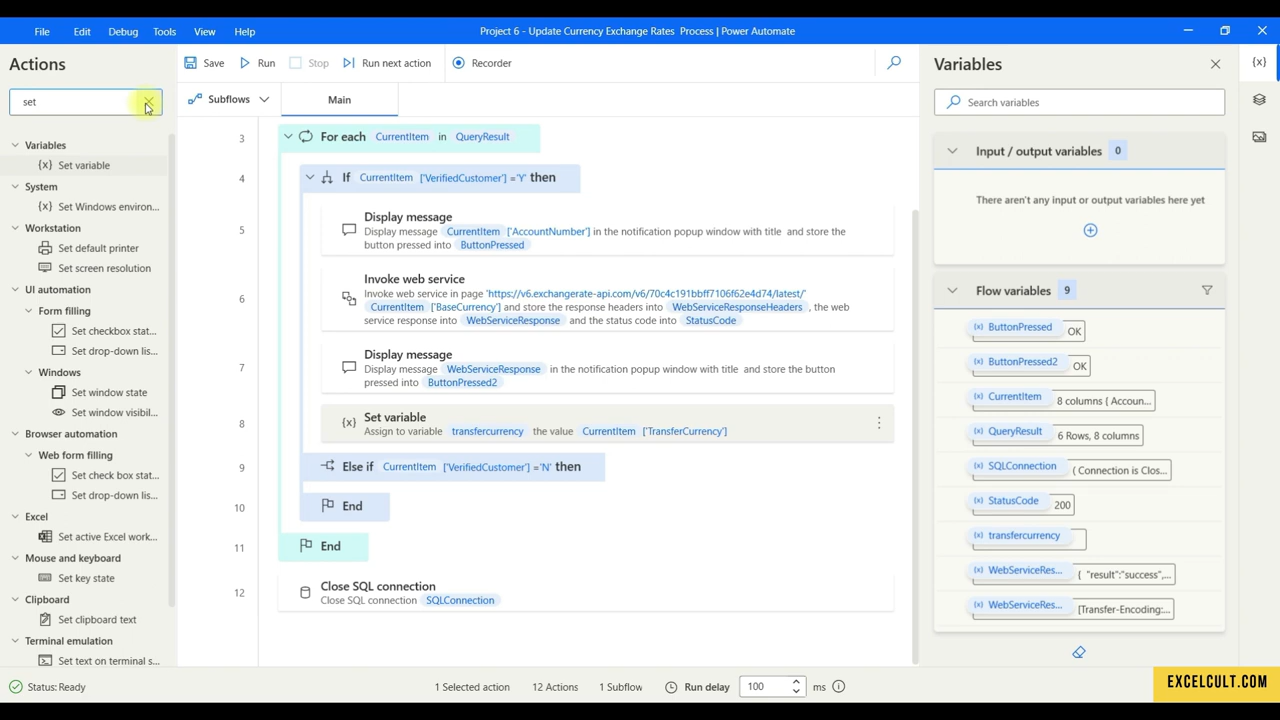 File Edit Debug Tools View Help Project 6 - Update Currency Exchange Rates Process | Power Automate
Actions
set
Variables
{x} Set variable
System
{x} Set Windows environ...
Workstation
Set default printer
Set screen resolution
UI automation
Form filling
Set checkbox stat...
Set drop-down lis...
Windows
Set window state
Set window visibil...
Browser automation
Web form filling
Set check box stat...
Set drop-down lis...
Excel
Set active Excel work...
Mouse and keyboard
Set key state
Clipboard
Set clipboard text
Terminal emulation
Set text on terminal s...
Save Run Stop Run next action Recorder
Subflows Main
3 For each CurrentItem in QueryResult
4 If CurrentItem ['VerifiedCustomer'] ='Y' then
Display message
5 Display message CurrentItem ['AccountNumber'] in the notification popup window with title and store the
button pressed into ButtonPressed
Invoke web service
6 Invoke web service in page 'https://v6.exchangerate-api.com/v6/70c4c191bbff7106f62e4d74/latest/'
CurrentItem ['BaseCurrency'] and store the response headers into WebServiceResponseHeaders , the web
service response into WebServiceResponse and the status code into StatusCode
Display message
7 Display message WebServiceResponse in the notification popup window with title and store the button
pressed into ButtonPressed2
Set variable
8 {x} Assign to variable transfercurrency the value CurrentItem ['TransferCurrency']
9 Else if CurrentItem ['VerifiedCustomer'] ='N' then
10 End
11 End
Close SQL connection
12 Close SQL connection SQLConnection
Variables
Search variables
Input / output variables 0
There aren't any input or output variables here yet
Flow variables 9
{x} ButtonPressed OK
{x} ButtonPressed2 OK
{x} CurrentItem 8 columns { Accoun...
{x} QueryResult 6 Rows, 8 columns
{x} SQLConnection ( Connection is Clos...
{x} StatusCode 200
{x} transfercurrency
{x} WebServiceRes... { "result":"success",...
{x} WebServiceRes... [Transfer-Encoding:...
{x}
Status: Ready 1 Selected action 12 Actions 1 Subflow Run delay 100 ms
EXCELCULT.COM